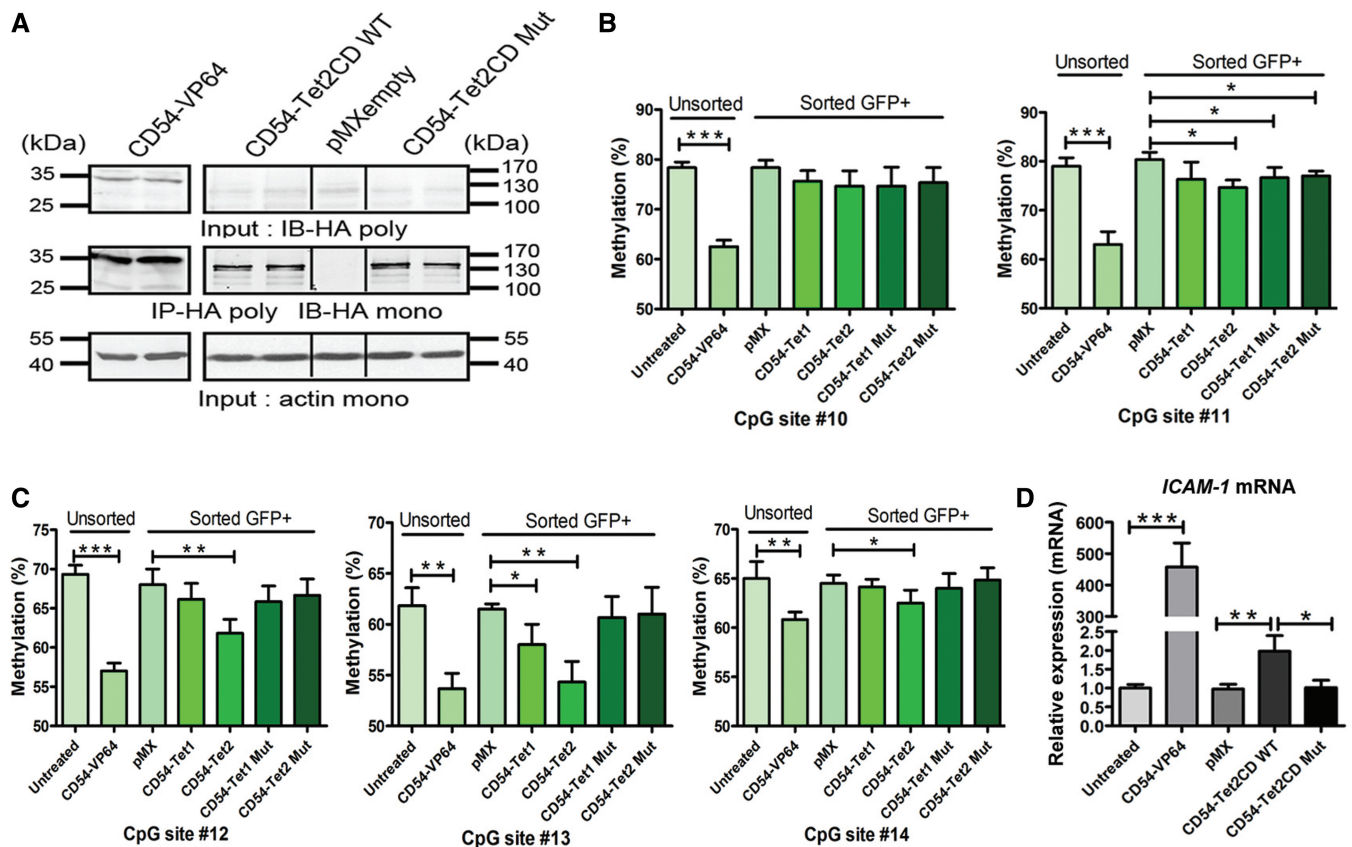 A
(kDa)
CD54-VP64
CD54-Tet2CD WT
pMXempty
CD54-Tet2CD Mut
(kDa)
35
25
170
130
100
Input : IB-HA poly
35
25
170
130
100
IP-HA poly IB-HA mono
55
40
55
40
Input : actin mono
B
Unsorted
Sorted GFP+
***
Methylation (%)
90
80
70
60
50
Untreated
CD54-VP64
pMX
CD54-Tet1
CD54-Tet2
CD54-Tet1 Mut
CD54-Tet2 Mut
CpG site #10
Unsorted
Sorted GFP+
***
*
*
*
Methylation (%)
90
80
70
60
50
Untreated
CD54-VP64
pMX
CD54-Tet1
CD54-Tet2
CD54-Tet1 Mut
CD54-Tet2 Mut
CpG site #11
C
Unsorted
Sorted GFP+
***
**
Methylation (%)
75
70
65
60
55
50
Untreated
CD54-VP64
pMX
CD54-Tet1
CD54-Tet2
CD54-Tet1 Mut
CD54-Tet2 Mut
CpG site #12
Unsorted
Sorted GFP+
**
**
*
Methylation (%)
70
65
60
55
50
Untreated
CD54-VP64
pMX
CD54-Tet1
CD54-Tet2
CD54-Tet1 Mut
CD54-Tet2 Mut
CpG site #13
Unsorted
Sorted GFP+
**
*
Methylation (%)
70
65
60
55
50
Untreated
CD54-VP64
pMX
CD54-Tet1
CD54-Tet2
CD54-Tet1 Mut
CD54-Tet2 Mut
CpG site #14
D
ICAM-1 mRNA
***
**
*
Relative expression (mRNA)
600
500
400
300
2.5
2.0
1.5
1.0
0.5
0.0
Untreated
CD54-VP64
pMX
CD54-Tet2CD WT
CD54-Tet2CD Mut